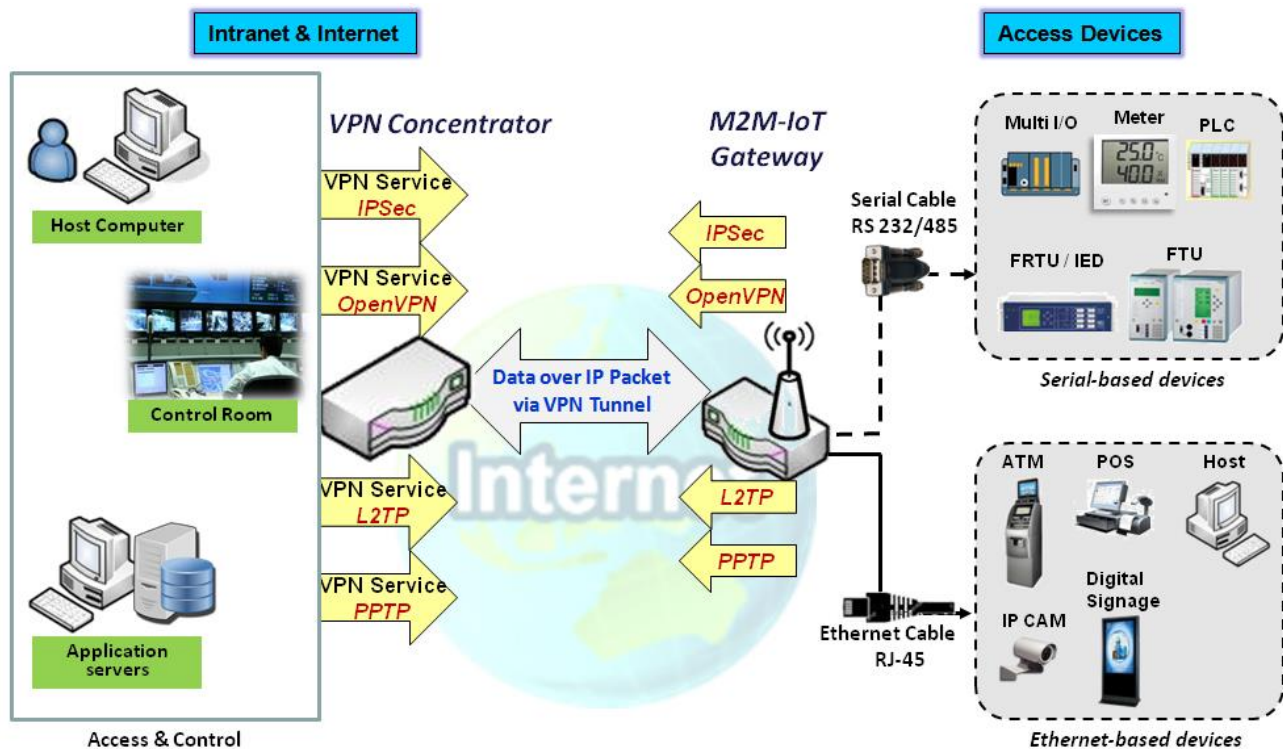 Intranet & Internet
Access Devices
VPN Concentrator
M2M-IoT
Gateway
Host Computer
Control Room
Application
servers
Access & Control
VPN Service
IPSec
VPN Service
OpenVPN
VPN Service
L2TP
VPN Service
PPTP
IPSec
OpenVPN
Data over IP Packet
via VPN Tunnel
Internet
L2TP
PPTP
Serial Cable
RS 232/485
Ethernet Cable
RJ-45
Multi I/O
Meter
PLC
25.0
°C
40.0
FRTU / IED
FTU
Serial-based devices
ATM
POS
Host
Digital
Signage
IP CAM
Ethernet-based devices